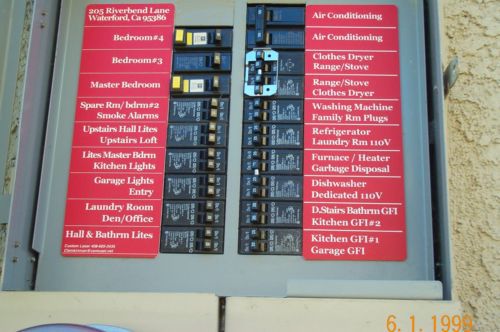 205 Riverbend Lane
Waterford, Ca 95386
Bedroom#4
Bedroom#3
Master Bedroom
Spare Rm/ bdrm#2
Smoke Alarms
Upstairs Hall Lites
Upstairs Loft
Lites Master Bdrm
Kitchen Lights
Garage Lights
Entry
Laundry Room
Den/Office
Hall & Bathrm Lites
Air Conditioning
Air Conditioning
Clothes Dryer
Range/Stove
Range/Stove
Clothes Dryer
Washing Machine
Family Rm Plugs
Refrigerator
Laundry Rm 110V
Furnace / Heater
Garbage Disposal
Dishwasher
Dedicated 110V
D.Stairs Bathrm GFI
Kitchen GFI#2
Kitchen GFI#1
Garage GFI
6.1.1999